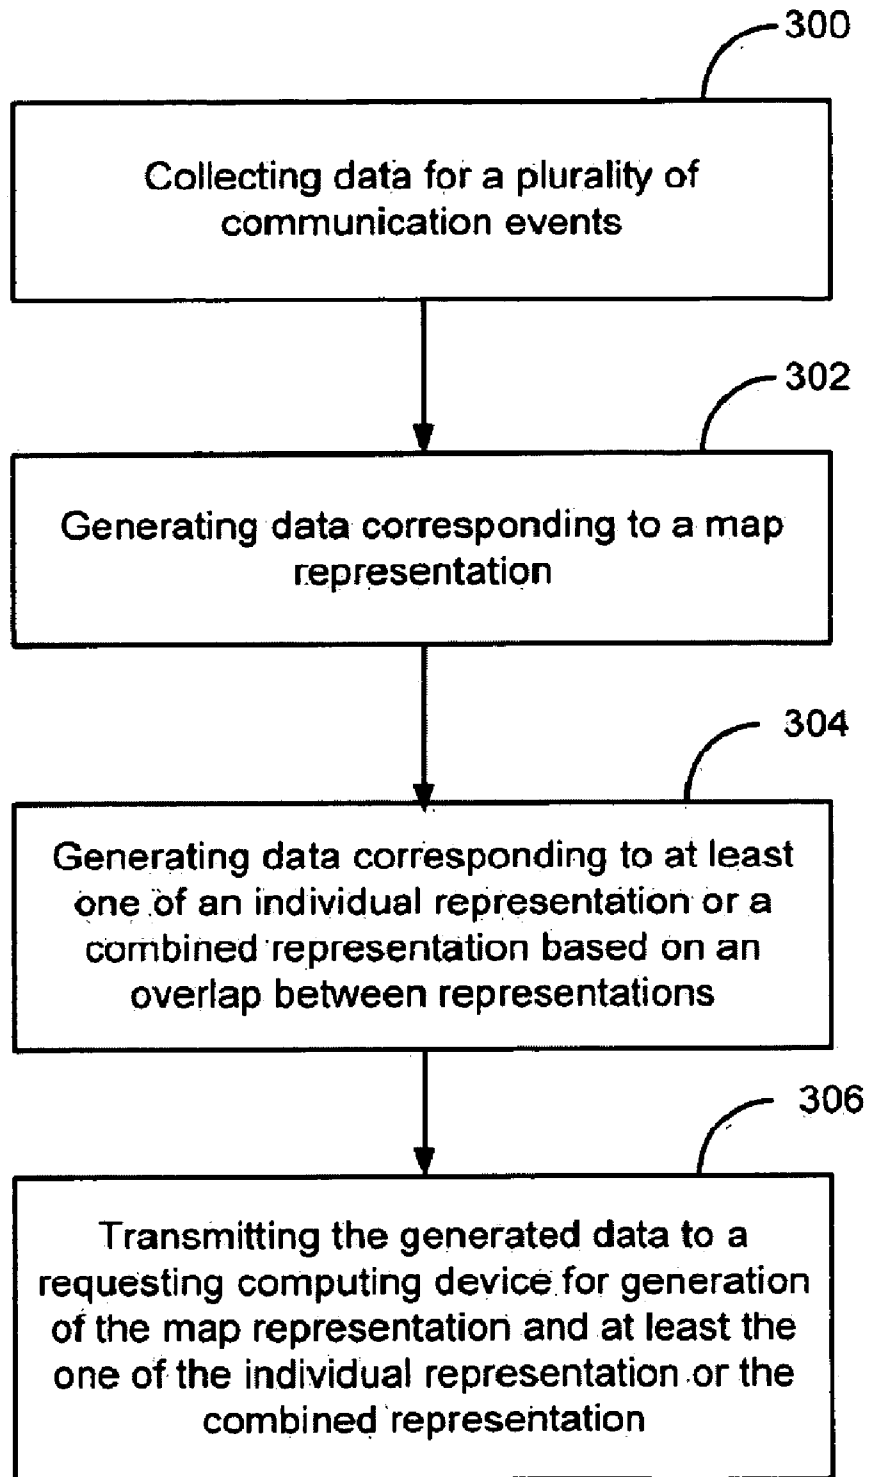 300
Collecting data for a plurality of
communication events
302
Generating data corresponding to a map
representation
304
Generating data corresponding to at least
one of an individual representation or a
combined representation based on an
overlap between representations
306
Transmitting the generated data to a
requesting computing device for generation
of the map representation and at least the
one of the individual representation or the
combined representation